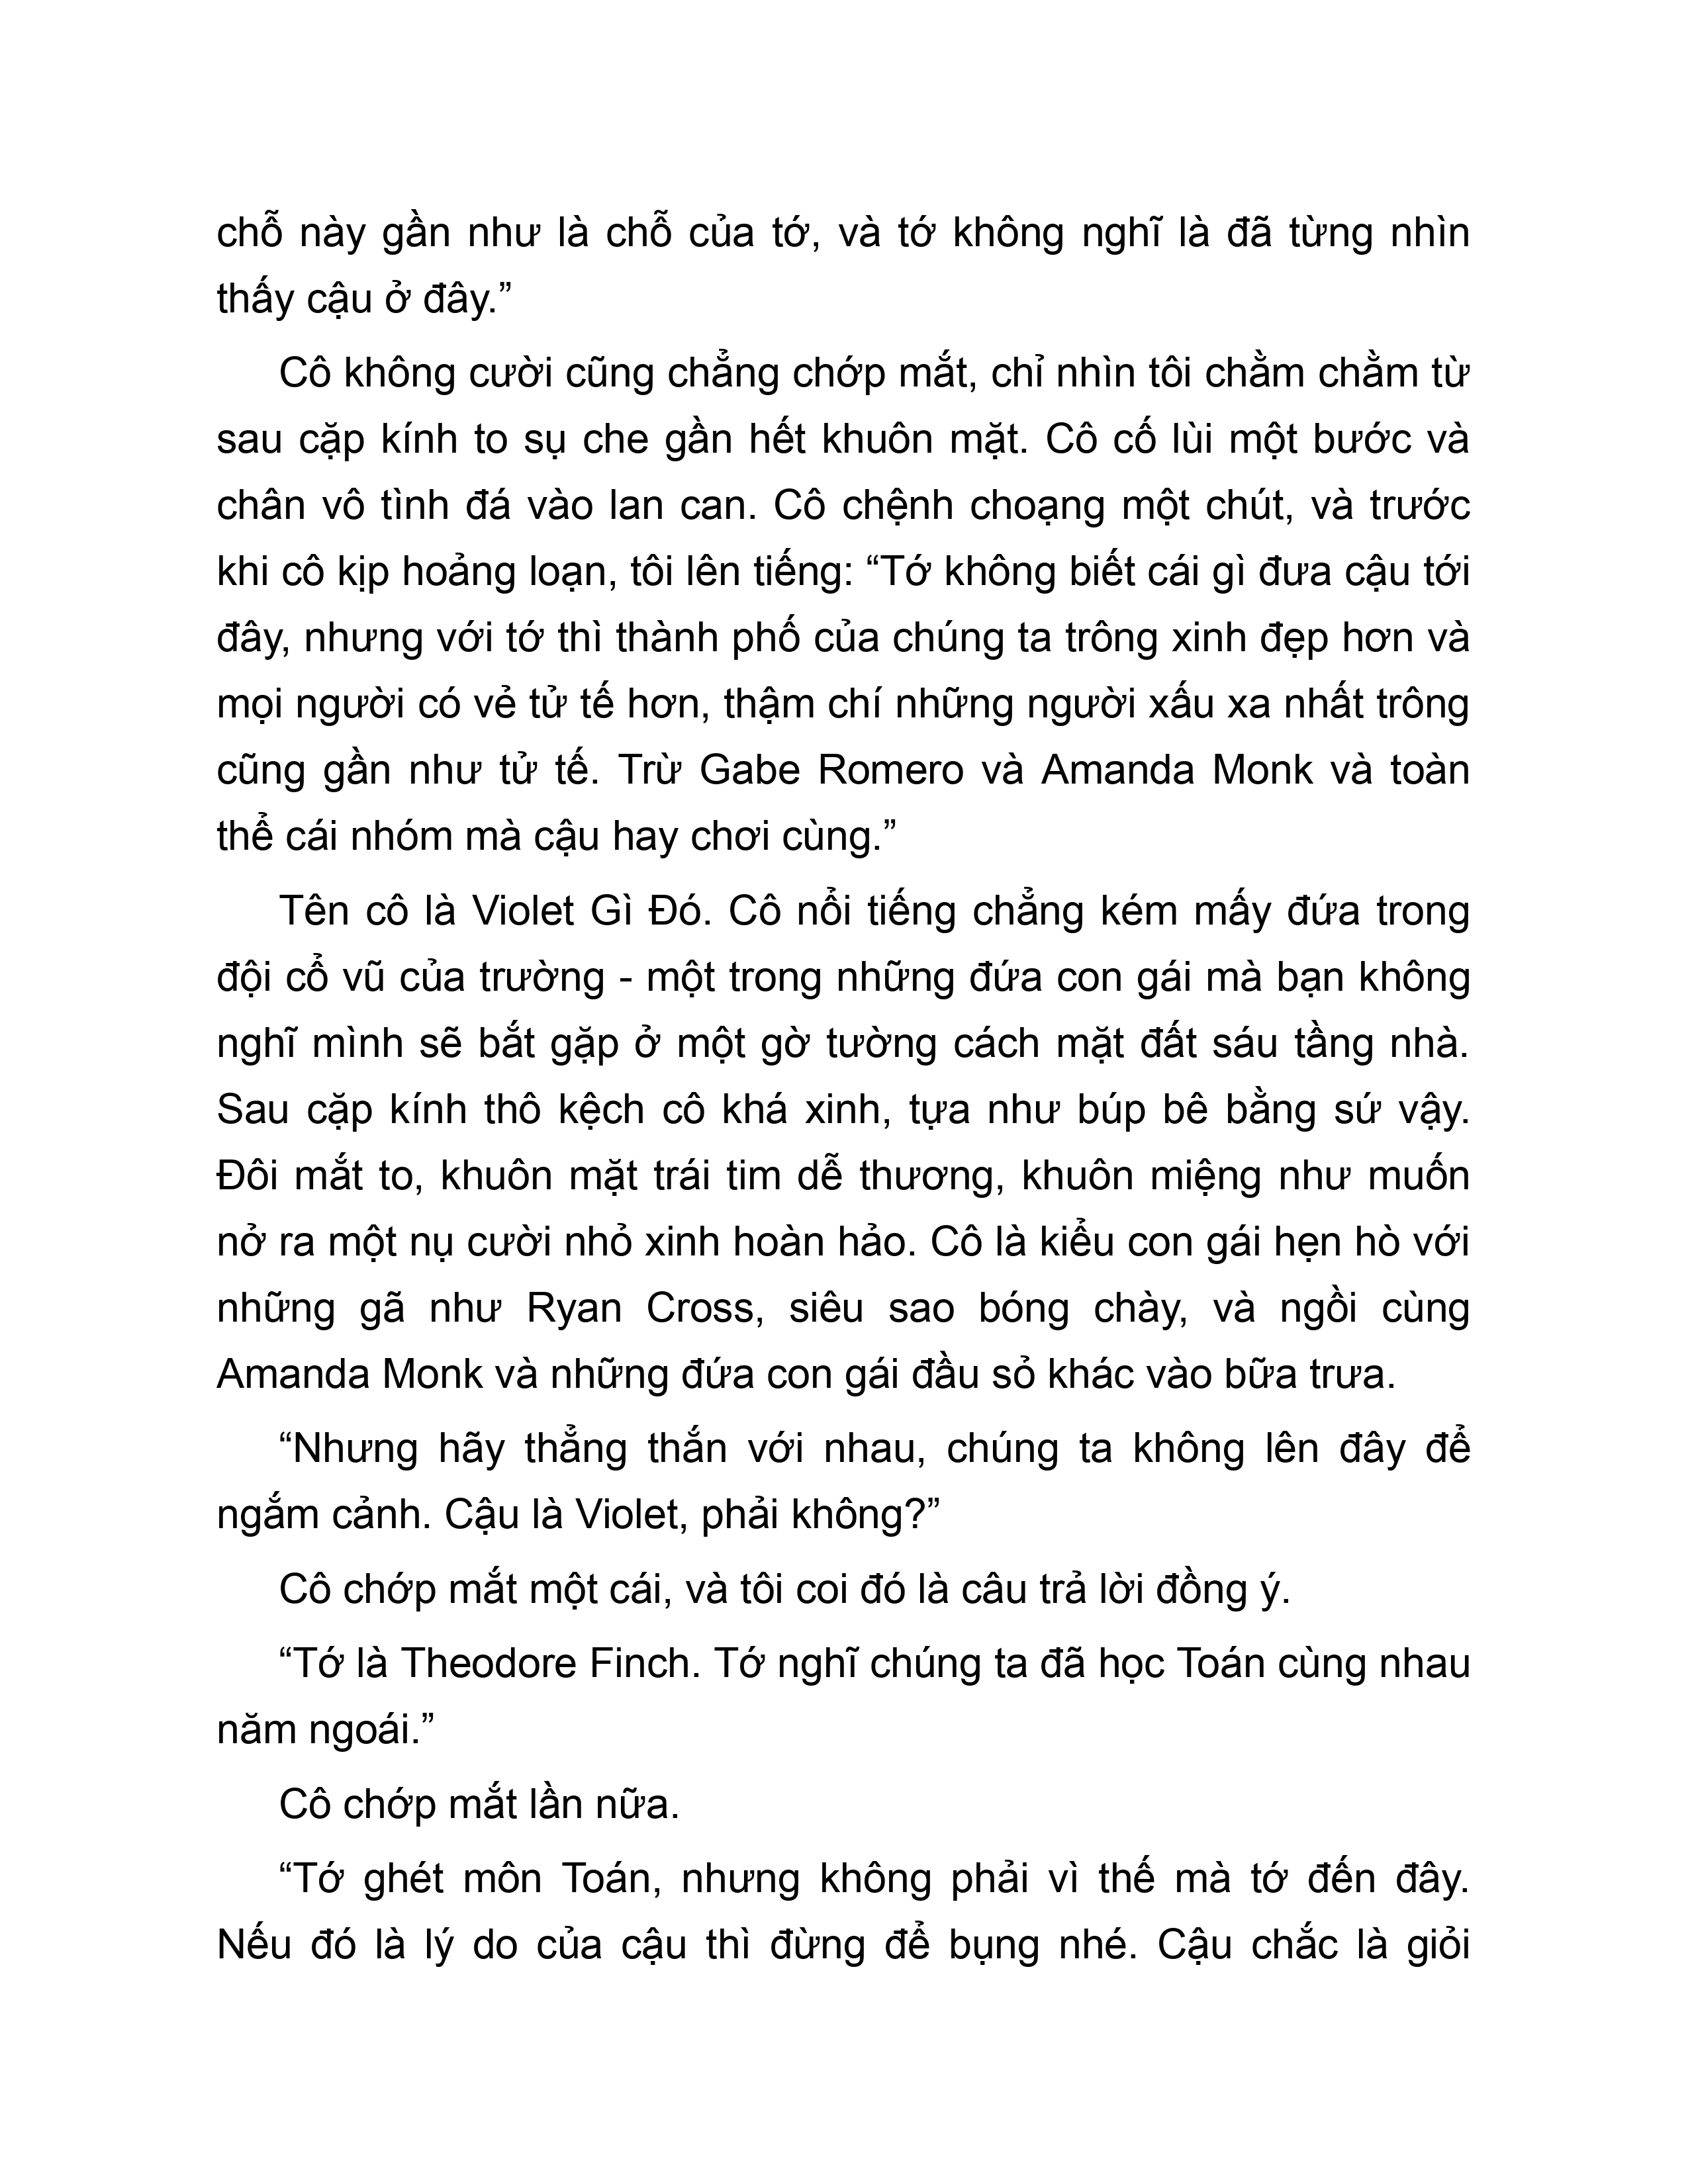 chỗ này gần như là chỗ của tớ, và tớ không nghĩ là đã từng nhìn
thấy cậu ở đây.”
Cô không cười cũng chẳng chớp mắt, chỉ nhìn tôi chằm chằm từ
sau cặp kính to sụ che gần hết khuôn mặt. Cô cố lùi một bước và
chân vô tình đá vào lan can. Cô chệnh choạng một chút, và trước
khi cô kịp hoảng loạn, tôi lên tiếng: “Tớ không biết cái gì đưa cậu tới
đây, nhưng với tớ thì thành phố của chúng ta trông xinh đẹp hơn và
mọi người có vẻ tử tế hơn, thậm chí những người xấu xa nhất trông
cũng gần như tử tế. Trừ Gabe Romero và Amanda Monk và toàn
thể cái nhóm mà cậu hay chơi cùng.”
Tên cô là Violet Gì Đó. Cô nổi tiếng chẳng kém mấy đứa trong
đội cổ vũ của trường - một trong những đứa con gái mà bạn không
nghĩ mình sẽ bắt gặp ở một gờ tường cách mặt đất sáu tầng nhà.
Sau cặp kính thô kệch cô khá xinh, tựa như búp bê bằng sứ vậy.
Đôi mắt to, khuôn mặt trái tim dễ thương, khuôn miệng như muốn
nở ra một nụ cười nhỏ xinh hoàn hảo. Cô là kiểu con gái hẹn hò với
những gã như Ryan Cross, siêu sao bóng chày, và ngồi cùng
Amanda Monk và những đứa con gái đầu sỏ khác vào bữa trưa.
“Nhưng hãy thẳng thắn với nhau, chúng ta không lên đây để
ngắm cảnh. Cậu là Violet, phải không?”
Cô chớp mắt một cái, và tôi coi đó là câu trả lời đồng ý.
“Tớ là Theodore Finch. Tớ nghĩ chúng ta đã học Toán cùng nhau
năm ngoái.”
Cô chớp mắt lần nữa.
“Tớ ghét môn Toán, nhưng không phải vì thế mà tớ đến đây.
Nếu đó là lý do của cậu thì đừng để bụng nhé. Cậu chắc là giỏi